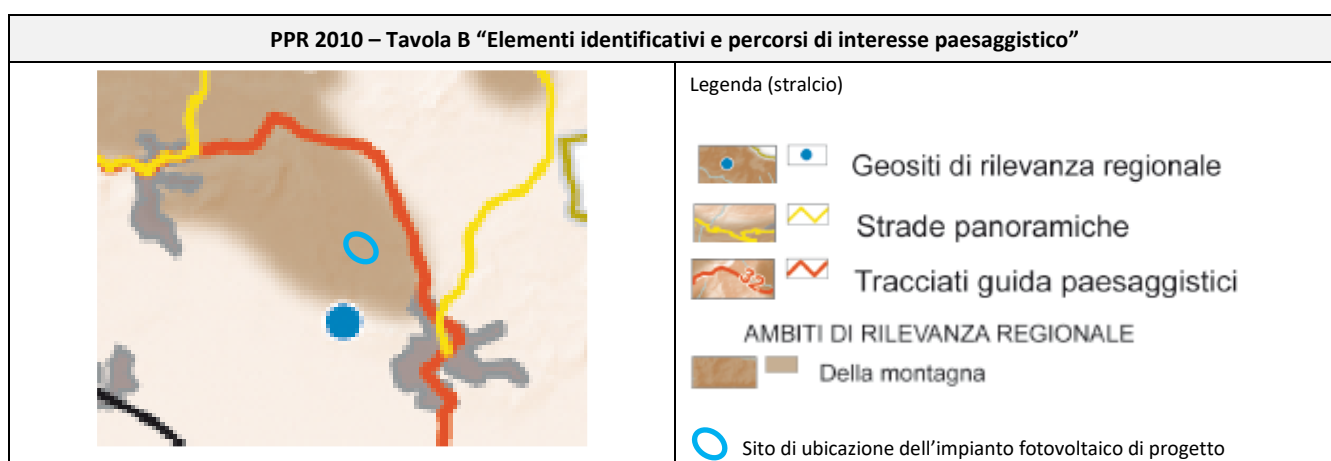 PPR 2010 – Tavola B “Elementi identificativi e percorsi di interesse paesaggistico”
Legenda (stralcio)
Geositi di rilevanza regionale
Strade panoramiche
32
Tracciati guida paesaggistici
AMBITI DI RILEVANZA REGIONALE
Della montagna
Sito di ubicazione dell’impianto fotovoltaico di progetto